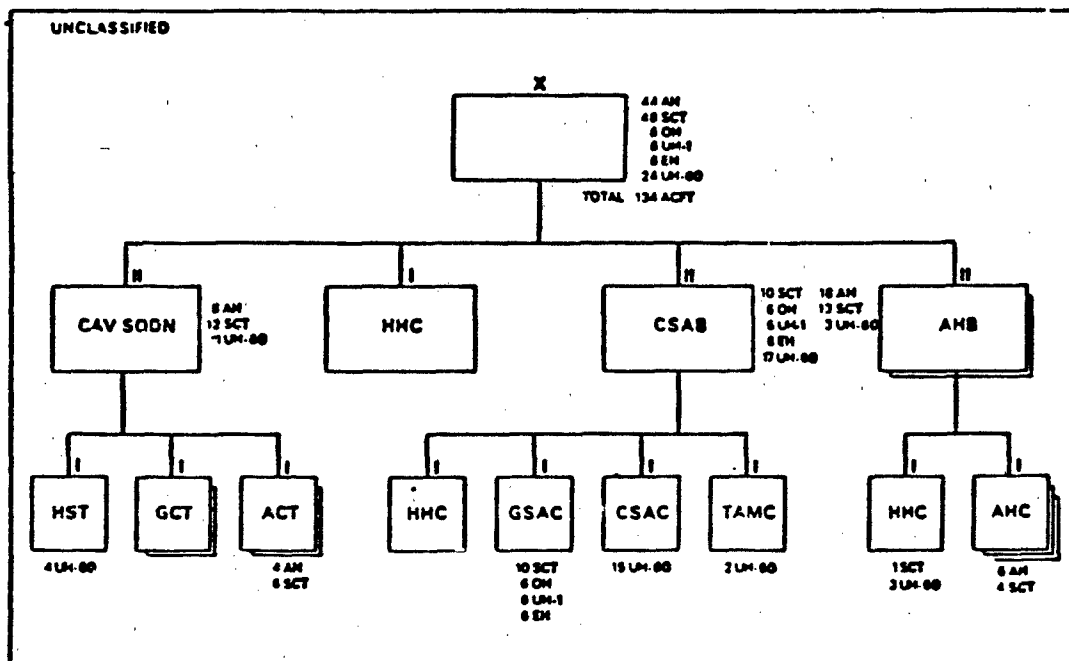 UNCLASSIFIED
X
44 AH
48 SCT
6 OH
6 UH-1
6 EH
24 UH-60
TOTAL 134 ACFT
II
I
II
II
CAV SQDN
8 AH
12 SCT
UH-60
HHC
CSAB
10 SCT
6 OH
6 UH-1
6 EH
17 UH-60
18 AH
13 SCT
3 UH-60
AHB
I
I
I
I
I
I
I
I
I
HST
GCT
ACT
HHC
GSAC
CSAC
TAMC
HHC
AHC
4 UH-60
4 AH
6 SCT
10 SCT
6 OH
6 UH-1
6 EH
15 UH-60
2 UH-60
1 SCT
3 UH-60
6 AH
4 SCT